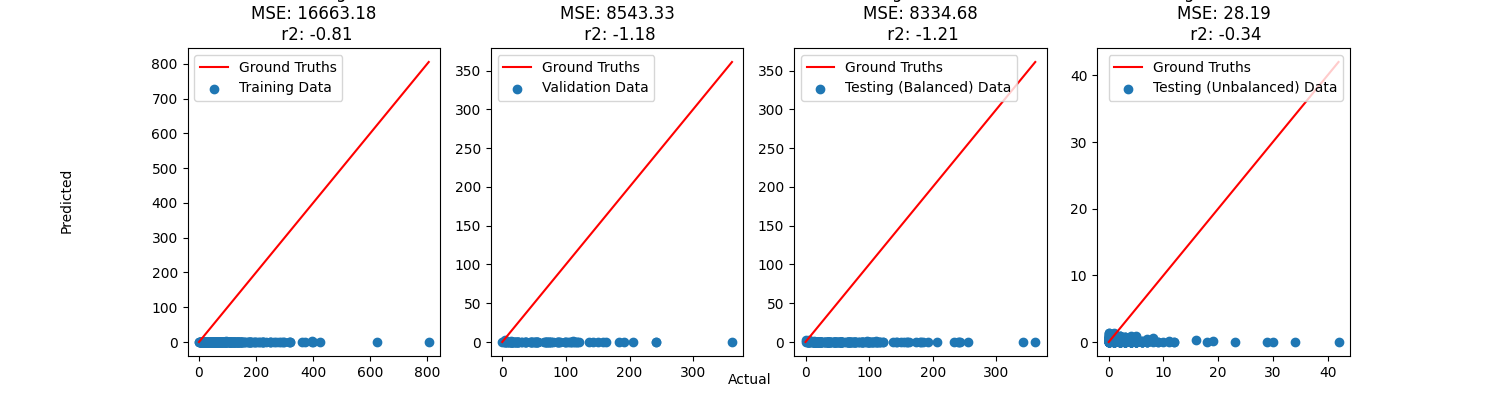 MSE: 16663.18
r2: -0.81
MSE: 8543.33
r2: -1.18
MSE: 8334.68
r2: -1.21
MSE: 28.19
r2: -0.34
Predicted
800
700
600
500
400
300
200
100
0
Ground Truths
Training Data
0
200
400
600
800
350
300
250
200
150
100
50
0
Ground Truths
Validation Data
0
100
200
300
350
300
250
200
150
100
50
0
Ground Truths
Testing (Balanced) Data
0
100
200
300
40
30
20
10
0
Ground Truths
Testing (Unbalanced) Data
0
10
20
30
40
Actual